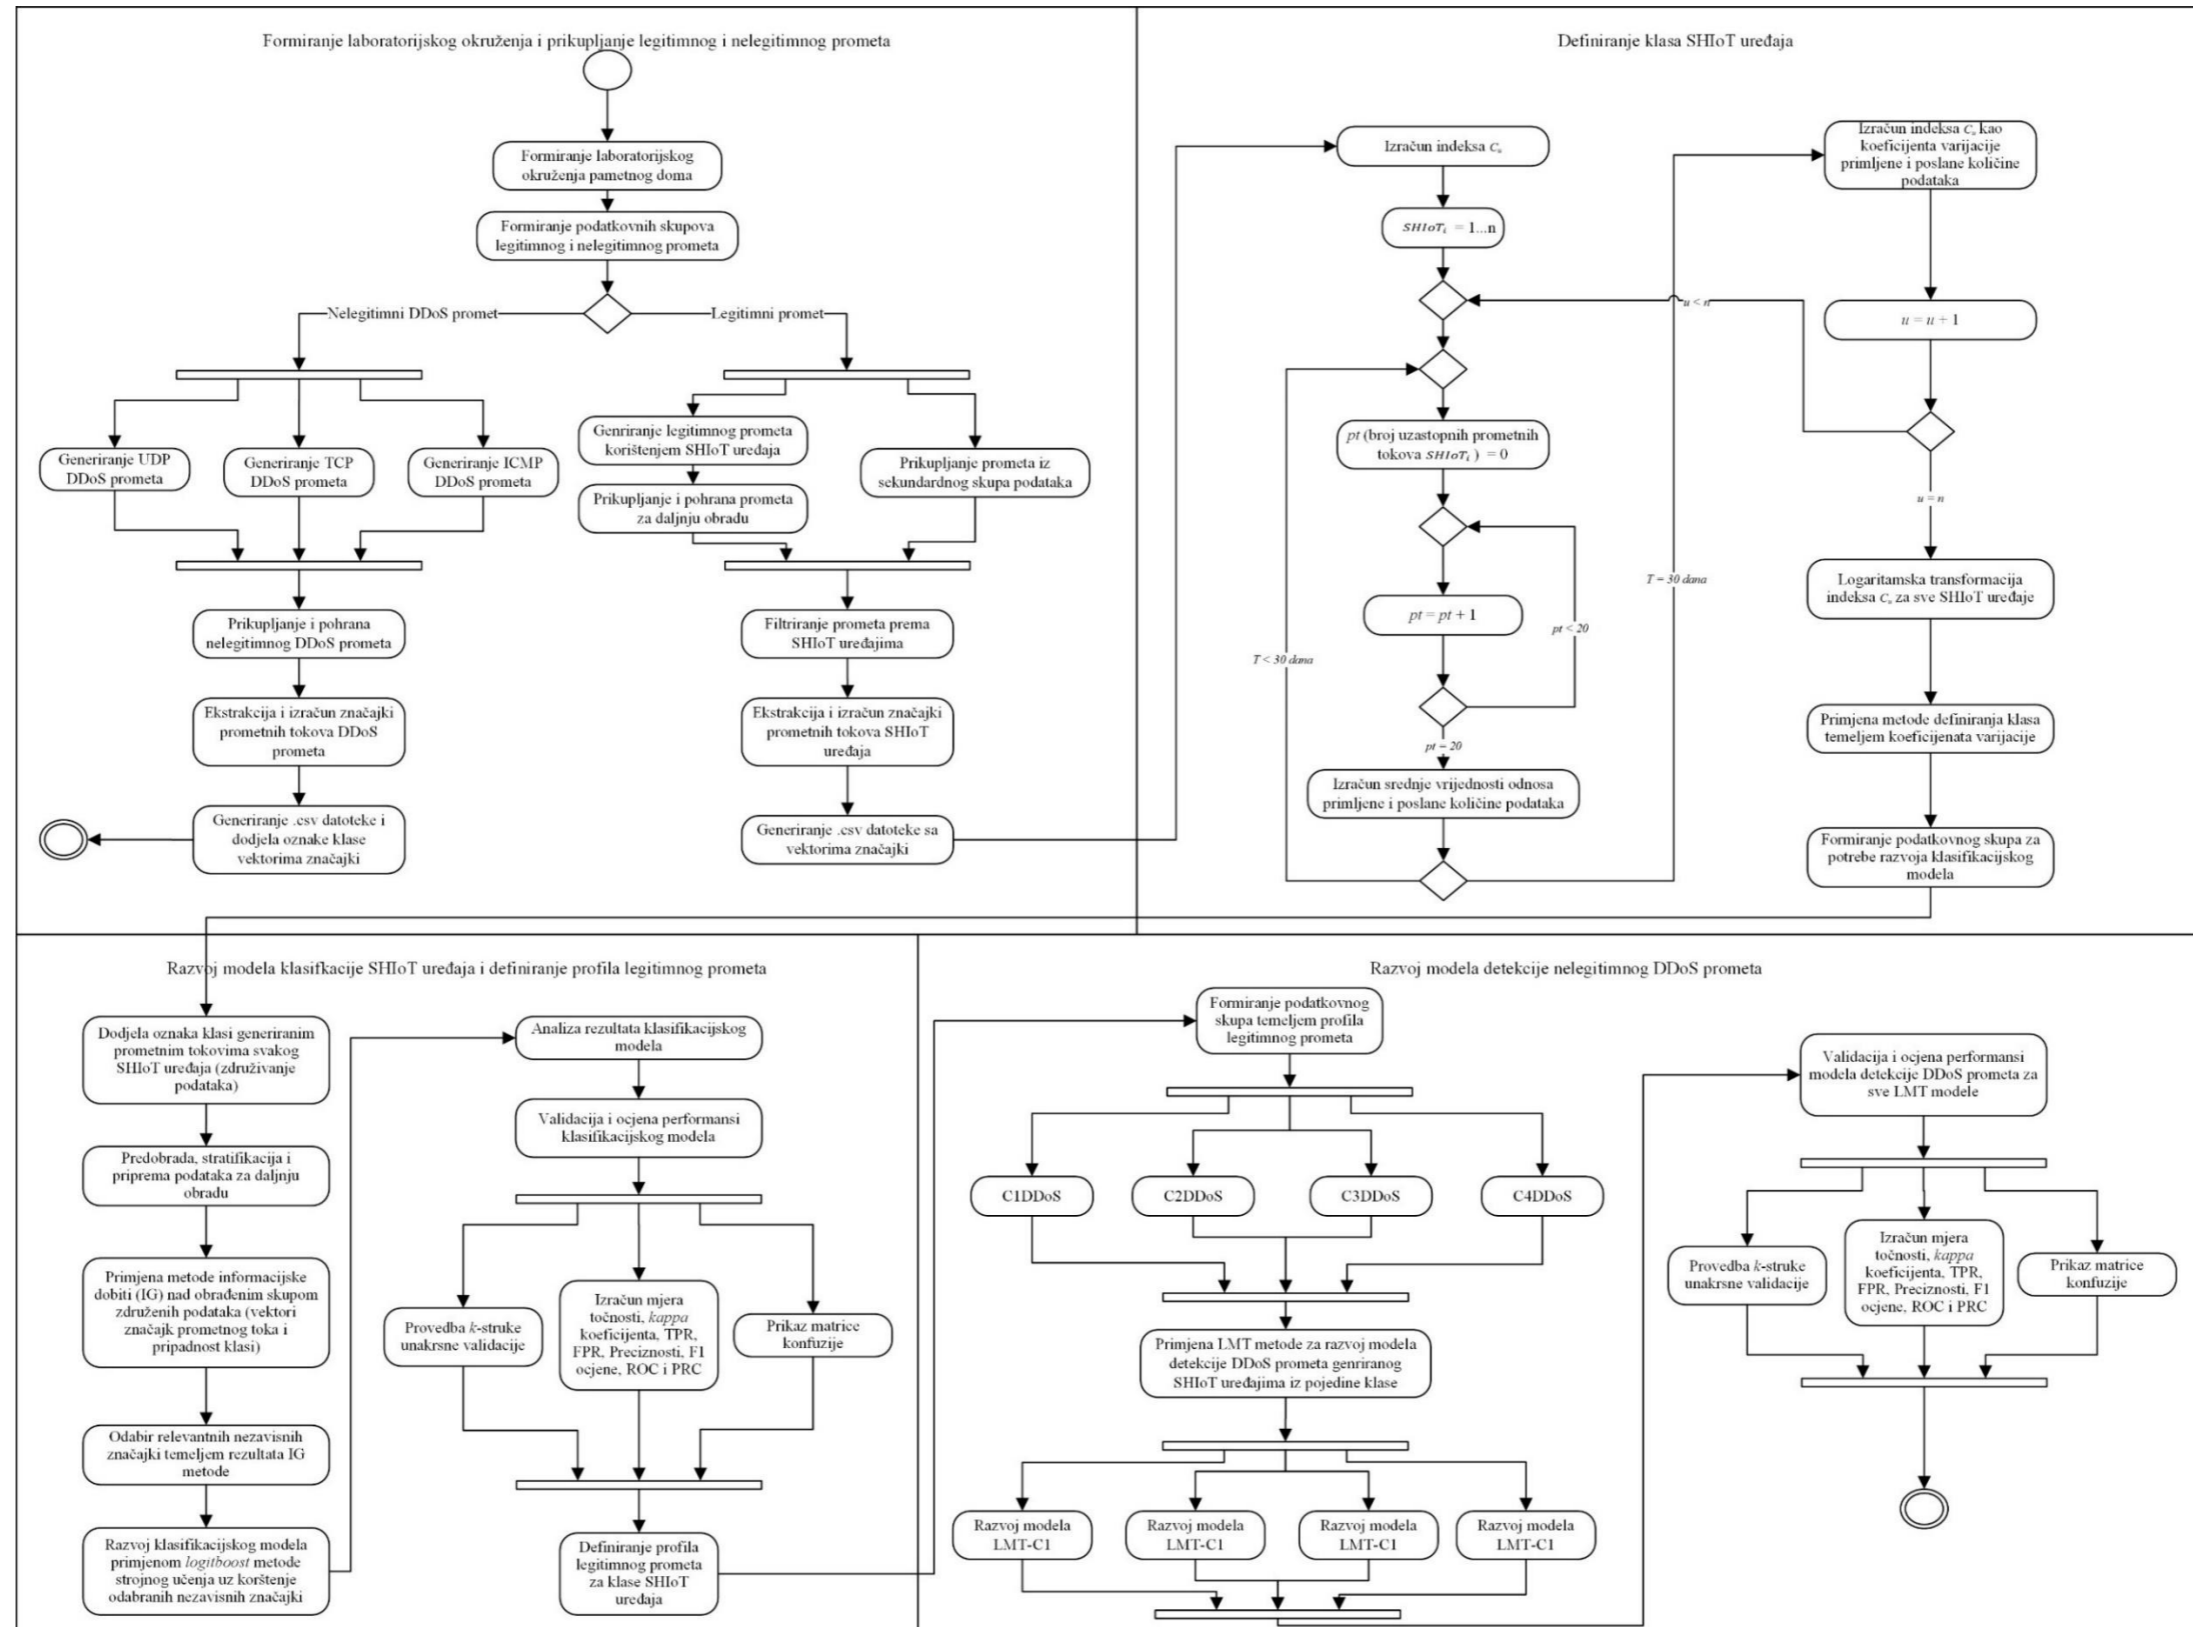 Formiranje laboratorijskog okruženja i prikupljanje legitimnog i nelegitimnog prometa
Formiranje laboratorijskog
okruženja pametnog doma
Formiranje podatkovnih skupova
legitimnog i nelegitimnog prometa
Nelegitimni DDoS promet
Legitimni promet
Generiranje UDP
DDoS prometa
Generiranje TCP
DDoS prometa
Generiranje ICMP
DDoS prometa
Genriranje legitimnog prometa
korištenjem SHIoT uređaja
Prikupljanje i pohrana prometa
za daljnju obradu
Prikupljanje prometa iz
sekundardnog skupa podataka
Prikupljanje i pohrana
nelegitimnog DDoS prometa
Filtriranje prometa prema
SHIoT uređajima
Ekstrakcija i izračun značajki
prometnih tokova DDoS
prometa
Ekstrakcija i izračun značajki
prometnih tokova SHIoT
uređaja
Generiranje .csv datoteke i
dodjela oznake klase
vektorima značajki
Generiranje .csv datoteke sa
vektorima značajki
Definiranje klasa SHIoT uređaja
Izračun indeksa Cᵤ
SHIoTᵢ = 1...n
pt (broj uzastopnih prometnih
tokova SHIoTᵢ ) = 0
pt = pt + 1
pt < 20
pt = 20
T < 30 dana
Izračun srednje vrijednosti odnosa
primljene i poslane količine podataka
T = 30 dana
Izračun indeksa Cᵤ kao
koeficijenta varijacije
primljene i poslane količine
podataka
u = u + 1
u < n
u = n
Logaritamska transformacija
indeksa Cᵤ za sve SHIoT uređaje
Primjena metode definiranja klasa
temeljem koeficijenata varijacije
Formiranje podatkovnog skupa za
potrebe razvoja klasifikacijskog
modela
Razvoj modela klasifkacije SHIoT uređaja i definiranje profila legitimnog prometa
Dodjela oznaka klasi generiranim
prometnim tokovima svakog
SHIoT uređaja (združivanje
podataka)
Predobrada, stratifikacija i
priprema podataka za daljnju
obradu
Primjena metode informacijske
dobiti (IG) nad obrađenim skupom
združenih podataka (vektori
značajk prometnog toka i
pripadnost klasi)
Odabir relevantnih nezavisnih
značajki temeljem rezultata IG
metode
Razvoj klasifikacijskog modela
primjenom logitboost metode
strojnog učenja uz korštenje
odabranih nezavisnih značajki
Analiza rezultata klasifikacijskog
modela
Validacija i ocjena performansi
klasifikacijskog modela
Provedba k-struke
unakrsne validacije
Izračun mjera
točnosti, kappa
koeficijenta, TPR,
FPR, Preciznosti, F1
ocjene, ROC i PRC
Prikaz matrice
konfuzije
Definiranje profila
legitimnog prometa
za klase SHIoT
uređaja
Razvoj modela detekcije nelegitimnog DDoS prometa
Formiranje podatkovnog
skupa temeljem profila
legitimnog prometa
C1DDoS
C2DDoS
C3DDoS
C4DDoS
Primjena LMT metode za razvoj modela
detekcije DDoS prometa genriranog
SHIoT uređajima iz pojedine klase
Razvoj modela
LMT-C1
Razvoj modela
LMT-C1
Razvoj modela
LMT-C1
Razvoj modela
LMT-C1
Validacija i ocjena performansi
modela detekcije DDoS prometa za
sve LMT modele
Provedba k-struke
unakrsne validacije
Izračun mjera
točnosti, kappa
koeficijenta, TPR,
FPR, Preciznosti, F1
ocjene, ROC i PRC
Prikaz matrice
konfuzije